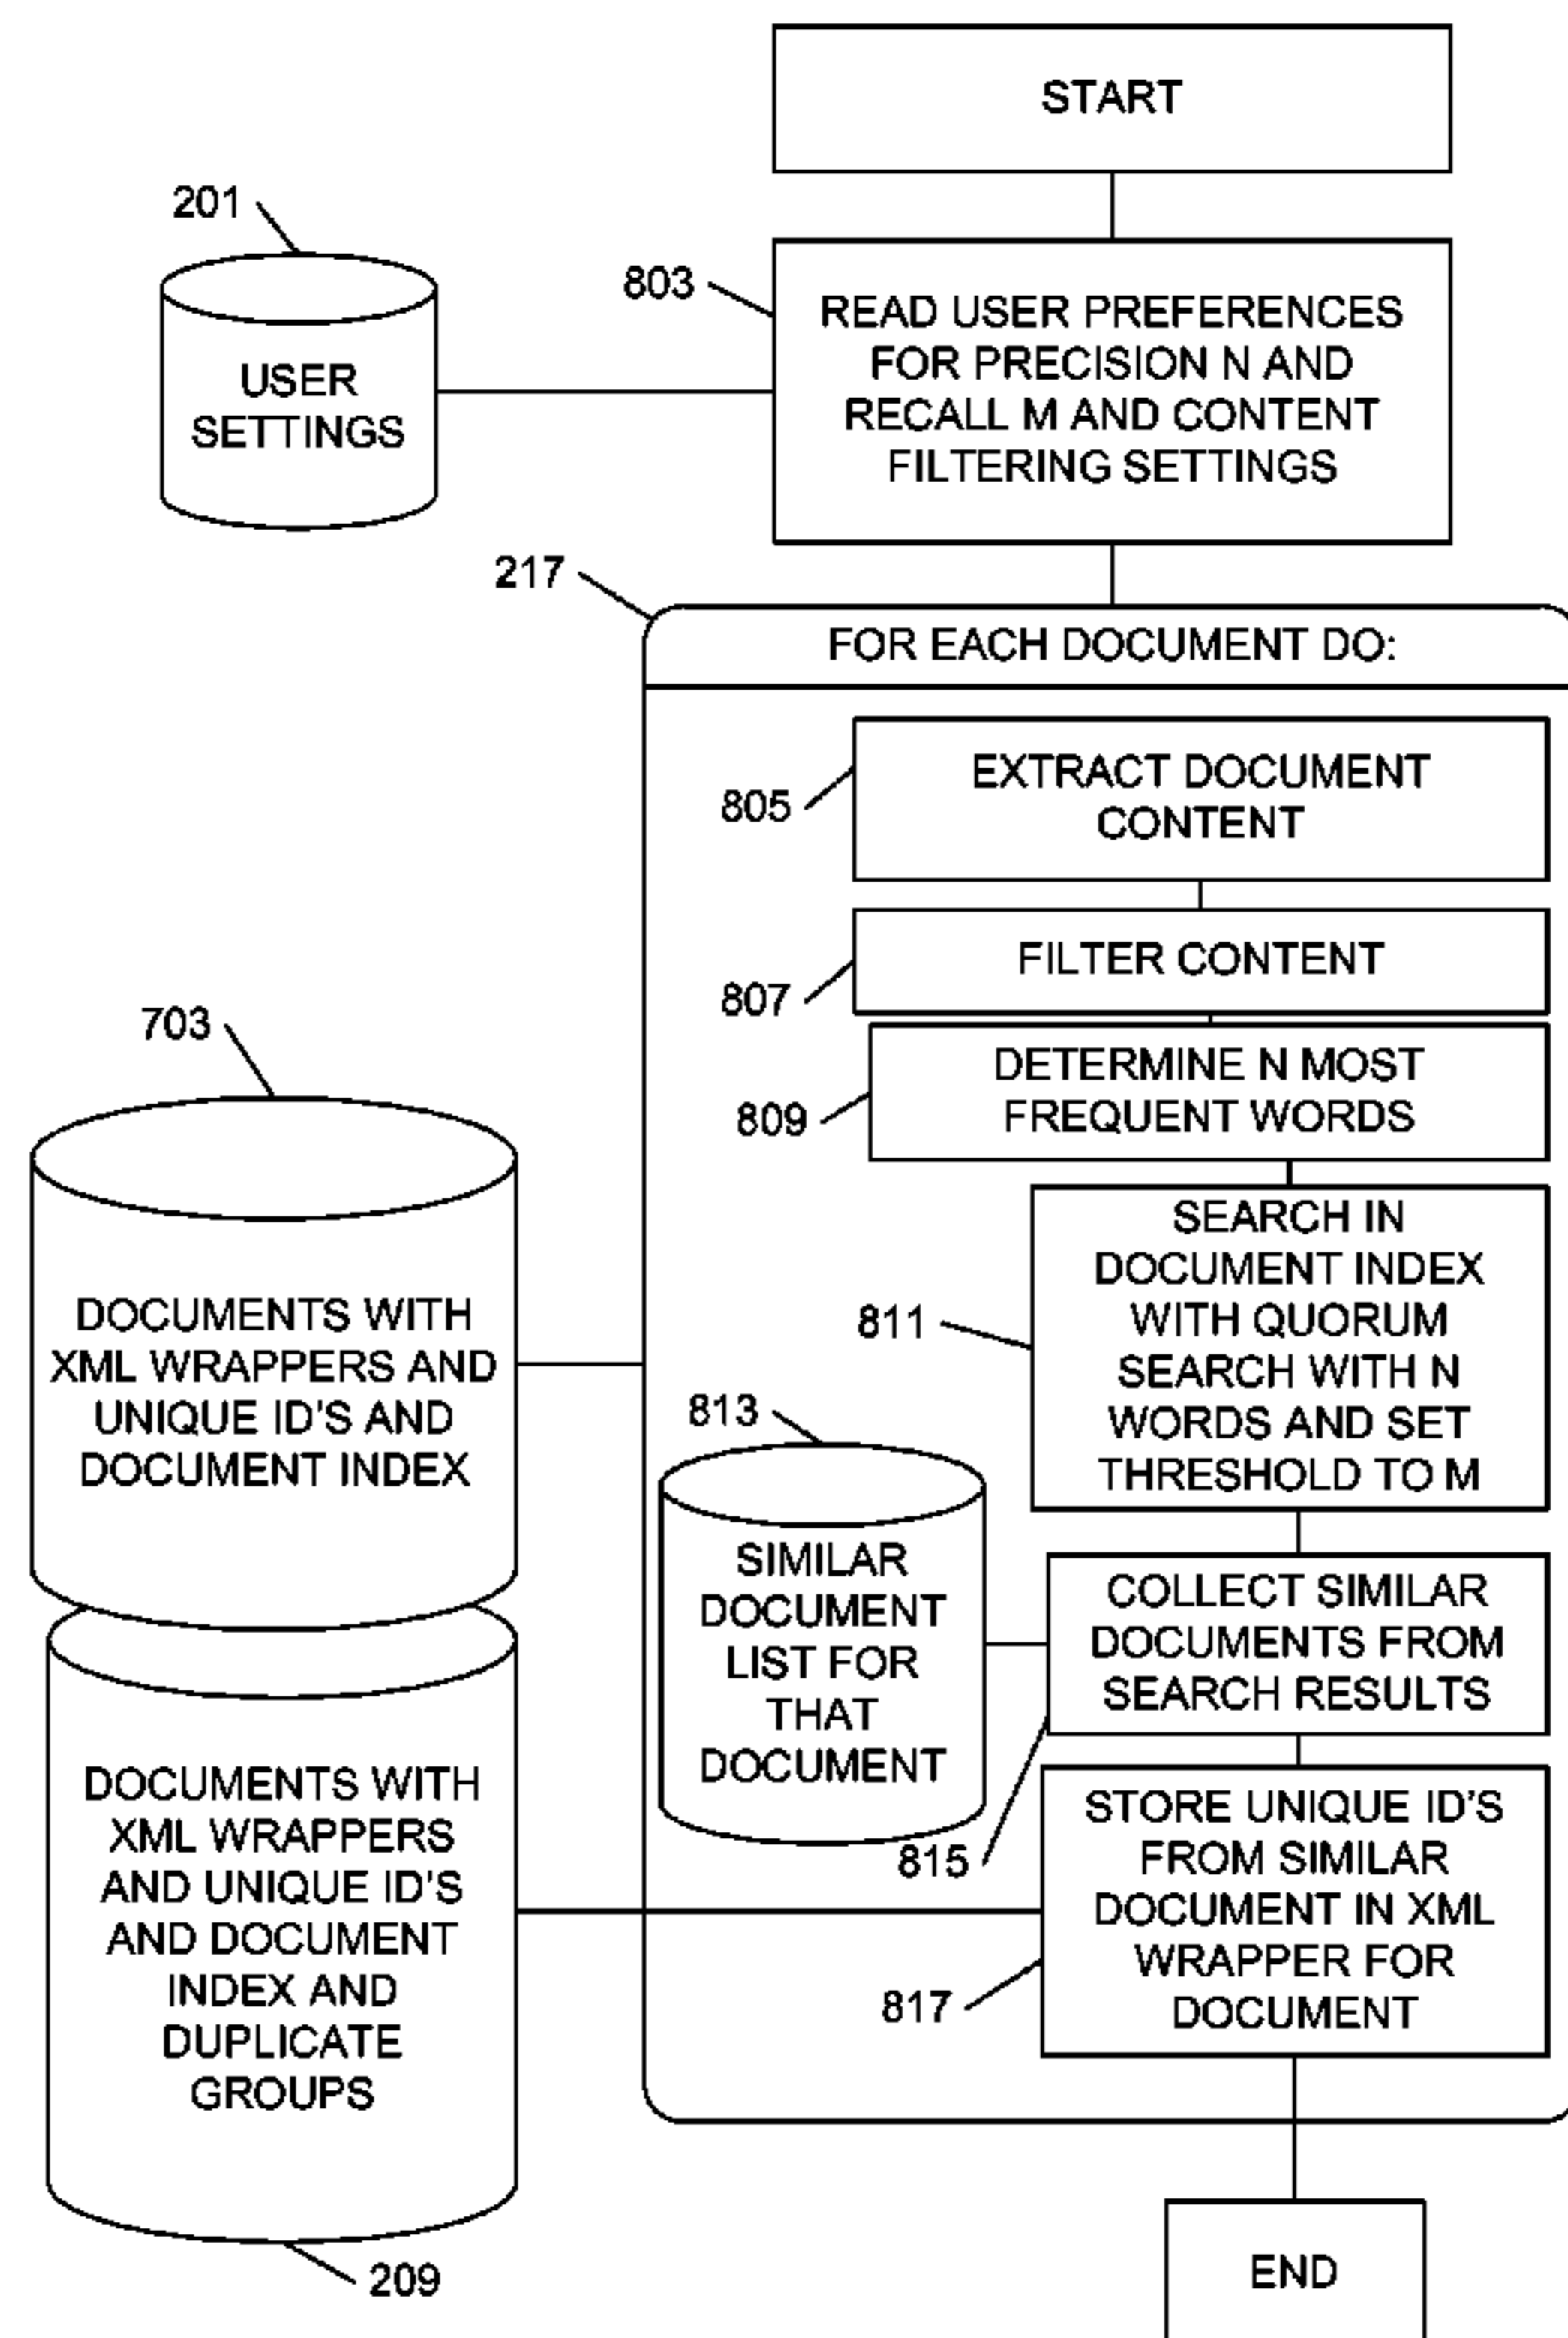 START
201
USER
SETTINGS
803
READ USER PREFERENCES
FOR PRECISION N AND
RECALL M AND CONTENT
FILTERING SETTINGS
217
FOR EACH DOCUMENT DO:
805
EXTRACT DOCUMENT
CONTENT
807
FILTER CONTENT
809
DETERMINE N MOST
FREQUENT WORDS
703
DOCUMENTS WITH
XML WRAPPERS AND
UNIQUE ID'S AND
DOCUMENT INDEX
811
SEARCH IN
DOCUMENT INDEX
WITH QUORUM
SEARCH WITH N
WORDS AND SET
THRESHOLD TO M
813
SIMILAR
DOCUMENT
LIST FOR
THAT
DOCUMENT
815
COLLECT SIMILAR
DOCUMENTS FROM
SEARCH RESULTS
DOCUMENTS WITH
XML WRAPPERS
AND UNIQUE ID'S
AND DOCUMENT
INDEX AND
DUPLICATE
GROUPS
209
817
STORE UNIQUE ID'S
FROM SIMILAR
DOCUMENT IN XML
WRAPPER FOR
DOCUMENT
END